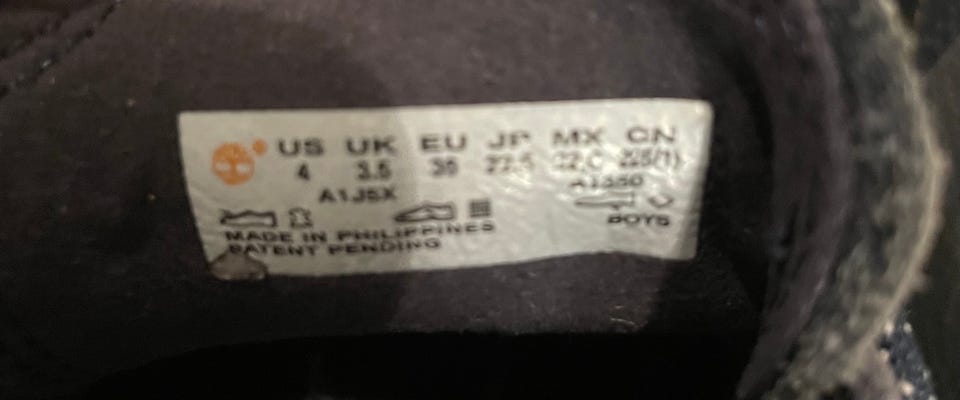 US UK EU JP MX CN
4 3.5 36 22.5 22.0 225(1)
A1J5X
MADE IN PHILIPPINES BOYS
PATENT PENDING